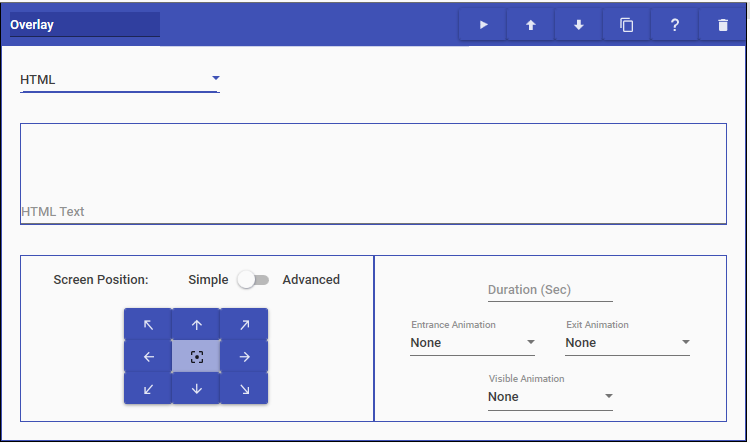 Overlay
?
HTML
HTML Text
Screen Position: Simple Advanced
Duration (Sec)
Entrance Animation Exit Animation
None None
Visible Animation
None